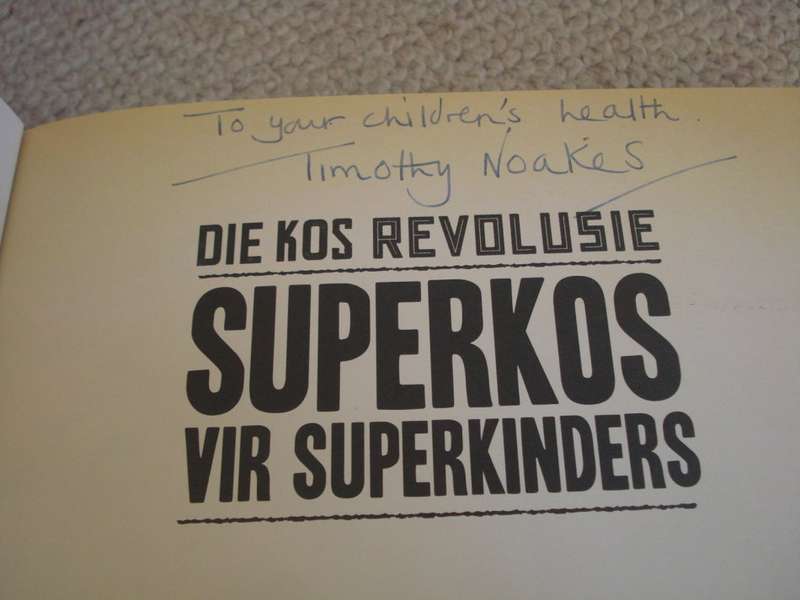 To your children's health.
Timothy Noakes
DIE KOS REVOLUSIE
SUPERKOS
VIR SUPERKINDERS